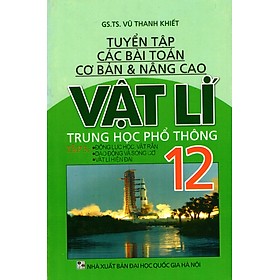 GS.TS. VŨ THANH KHIẾT
TUYỂN TẬP
CÁC BÀI TOÁN
CƠ BẢN & NÂNG CAO
VẬT LÍ
TRUNG HỌC PHỔ THÔNG
• ĐỘNG LỰC HỌC VẬT RẮN
• DAO ĐỘNG VÀ SÓNG CƠ
• VẬT LÍ HIỆN ĐẠI
12
NHÀ XUẤT BẢN ĐẠI HỌC QUỐC GIA HÀ NỘI